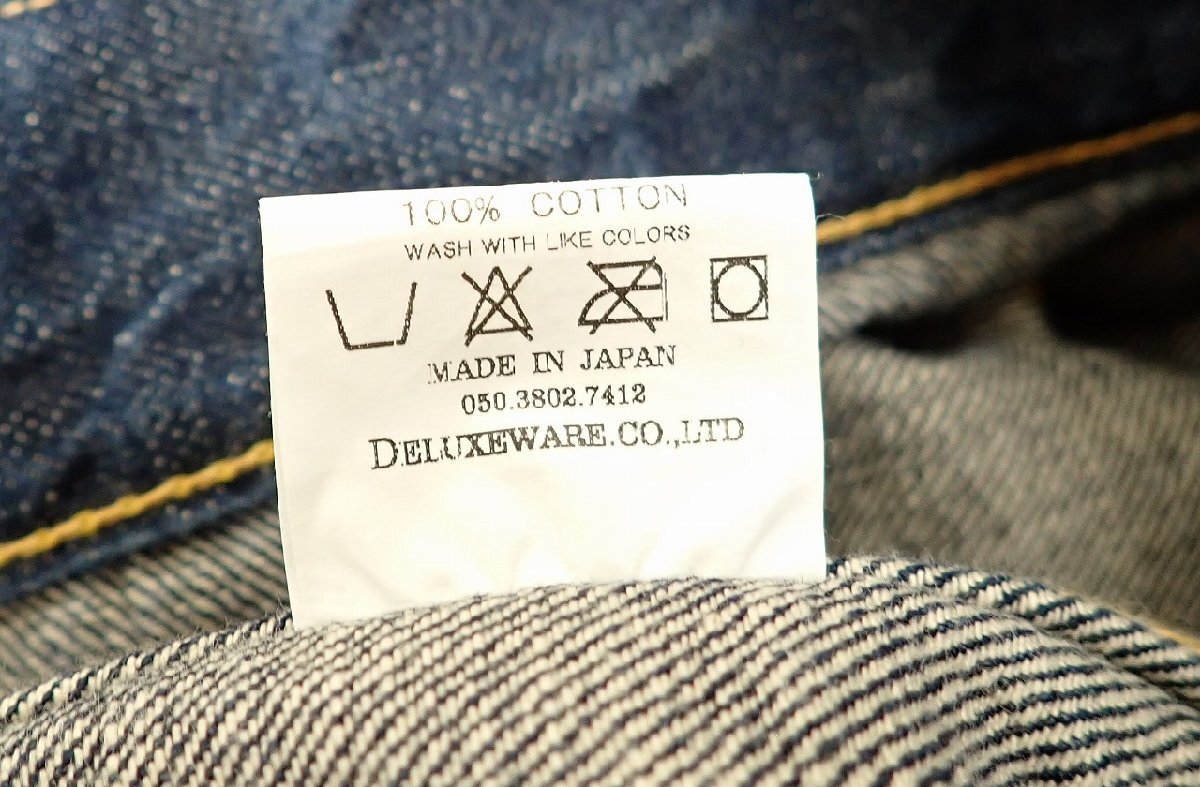 100% COTTON
WASH WITH LIKE COLORS
MADE IN JAPAN
050.3802.7412
DELUXEWARE.CO.,LTD